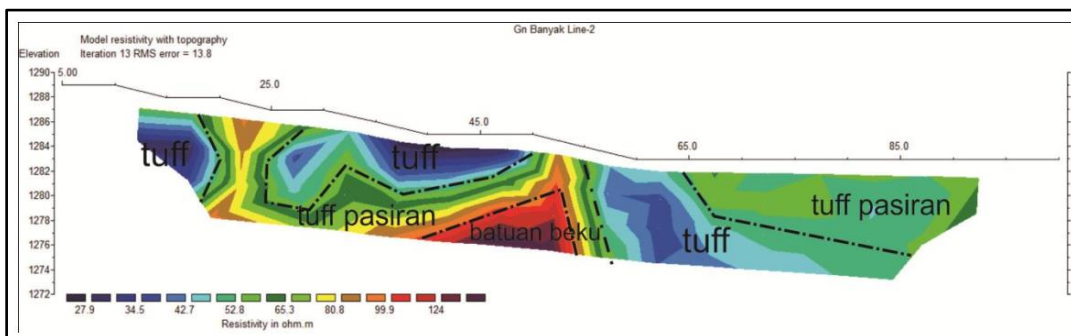 Gn Banyak Line-2
Model resistivity with topography
Iteration 13 RMS error = 13.8
Elevation
1290
5.00
25.0
1288
1286
45.0
1284
tuff
tuff
65.0
85.0
1282
1280
tuff pasiran
tuff pasiran
1278
batuan beku
tuff
1276
1274
1272
27.9 34.5 42.7 52.8 65.3 80.8 99.9 124
Resistivity in ohm.m